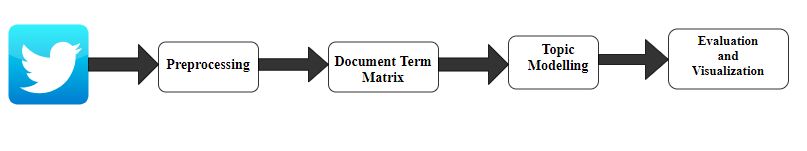 Preprocessing
Document Term
Matrix
Topic
Modelling
Evaluation
and
Visualization